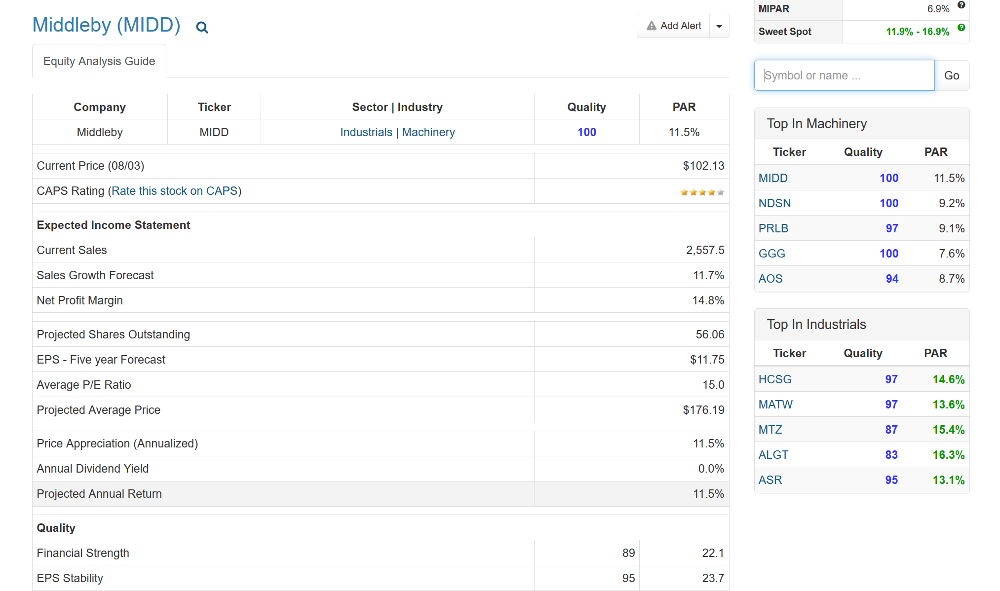 Middleby (MIDD)
Add Alert
Equity Analysis Guide
Company Ticker Sector | Industry Quality PAR
Middleby MIDD Industrials | Machinery 100 11.5%
Current Price (08/03) $102.13
CAPS Rating (Rate this stock on CAPS)
Expected Income Statement
Current Sales 2,557.5
Sales Growth Forecast 11.7%
Net Profit Margin 14.8%
Projected Shares Outstanding 56.06
EPS - Five year Forecast $11.75
Average P/E Ratio 15.0
Projected Average Price $176.19
Price Appreciation (Annualized) 11.5%
Annual Dividend Yield 0.0%
Projected Annual Return 11.5%
Quality
Financial Strength 89 22.1
EPS Stability 95 23.7
MIPAR 6.9% ?
Sweet Spot 11.9% - 16.9% ?
Symbol or name ... Go
Top In Machinery
Ticker Quality PAR
MIDD 100 11.5%
NDSN 100 9.2%
PRLB 97 9.1%
GGG 100 7.6%
AOS 94 8.7%
Top In Industrials
Ticker Quality PAR
HCSG 97 14.6%
MATW 97 13.6%
MTZ 87 15.4%
ALGT 83 16.3%
ASR 95 13.1%